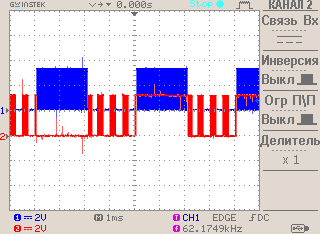 GW INSTEK
0.000s
Stop
КАНАЛ 2
Связь Вх
Инверсия
Выкл
Огр П\П
Выкл
Делитель
x 1
1
2
1 2V
M 1ms
T CH1 EDGE DC
2 2V
T 62.1749kHz